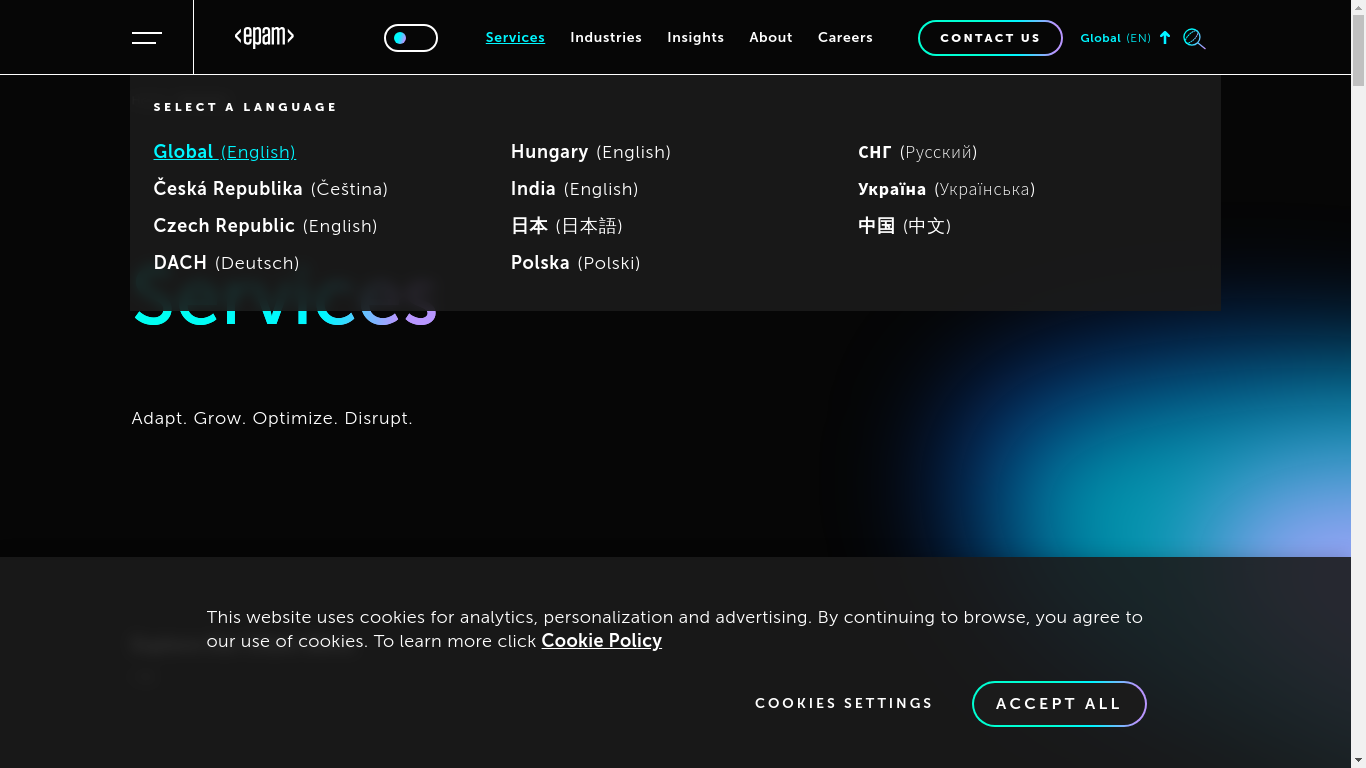 <epam>
Services
Industries
Insights
About
Careers
CONTACT US
Global (EN)
SELECT A LANGUAGE
Global (English)
Česká Republika (Čeština)
Czech Republic (English)
DACH (Deutsch)
Hungary (English)
India (English)
日本 (日本語)
Polska (Polski)
СНГ (Русский)
Україна (Українська)
中国 (中文)
Services
Adapt. Grow. Optimize. Disrupt.
This website uses cookies for analytics, personalization and advertising. By continuing to browse, you agree to
our use of cookies. To learn more click Cookie Policy
COOKIES SETTINGS
ACCEPT ALL